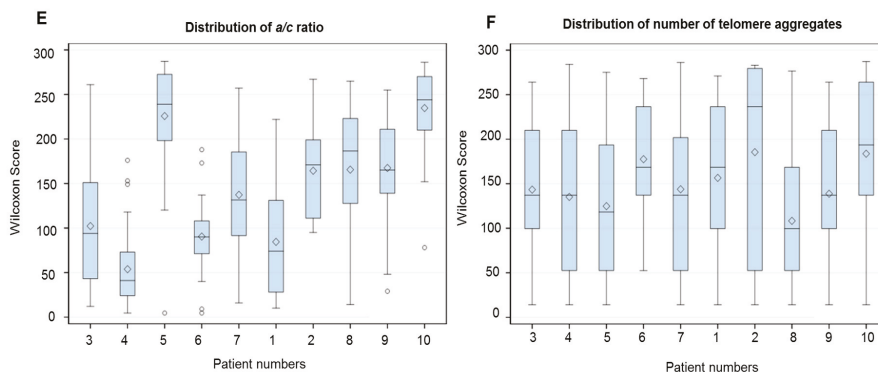 E
Distribution of a/c ratio
Wilcoxon Score
300
250
200
150
100
50
0
3 4 5 6 7 1 2 8 9 10
Patient numbers
F
Distribution of number of telomere aggregates
Wilcoxon Score
300
250
200
150
100
50
0
3 4 5 6 7 1 2 8 9 10
Patient numbers